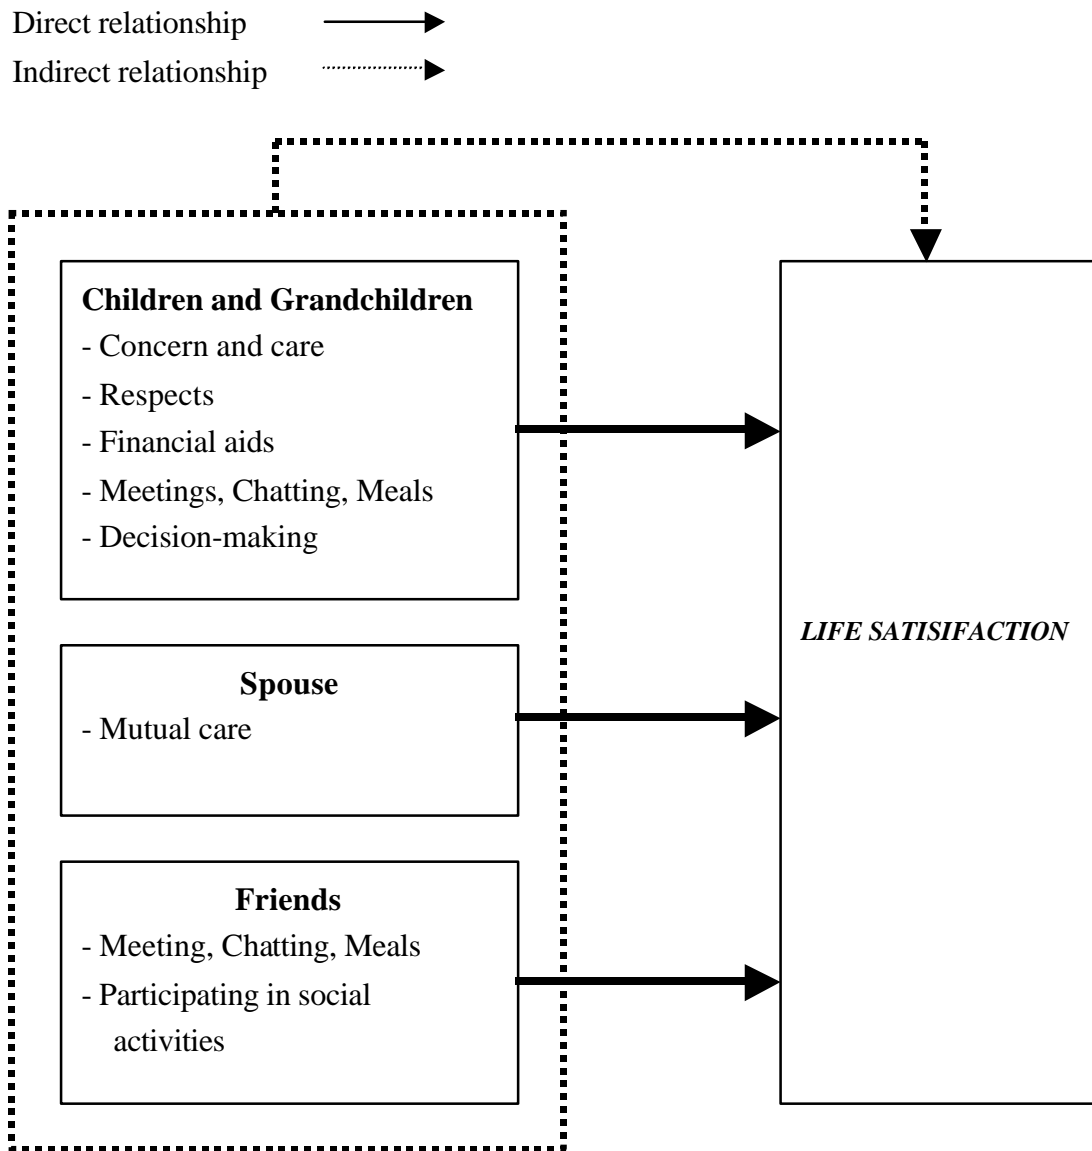 Direct relationship
Indirect relationship
Children and Grandchildren
- Concern and care
- Respects
- Financial aids
- Meetings, Chatting, Meals
- Decision-making
LIFE SATISIFACTION
Spouse
- Mutual care
Friends
- Meeting, Chatting, Meals
- Participating in social
activities